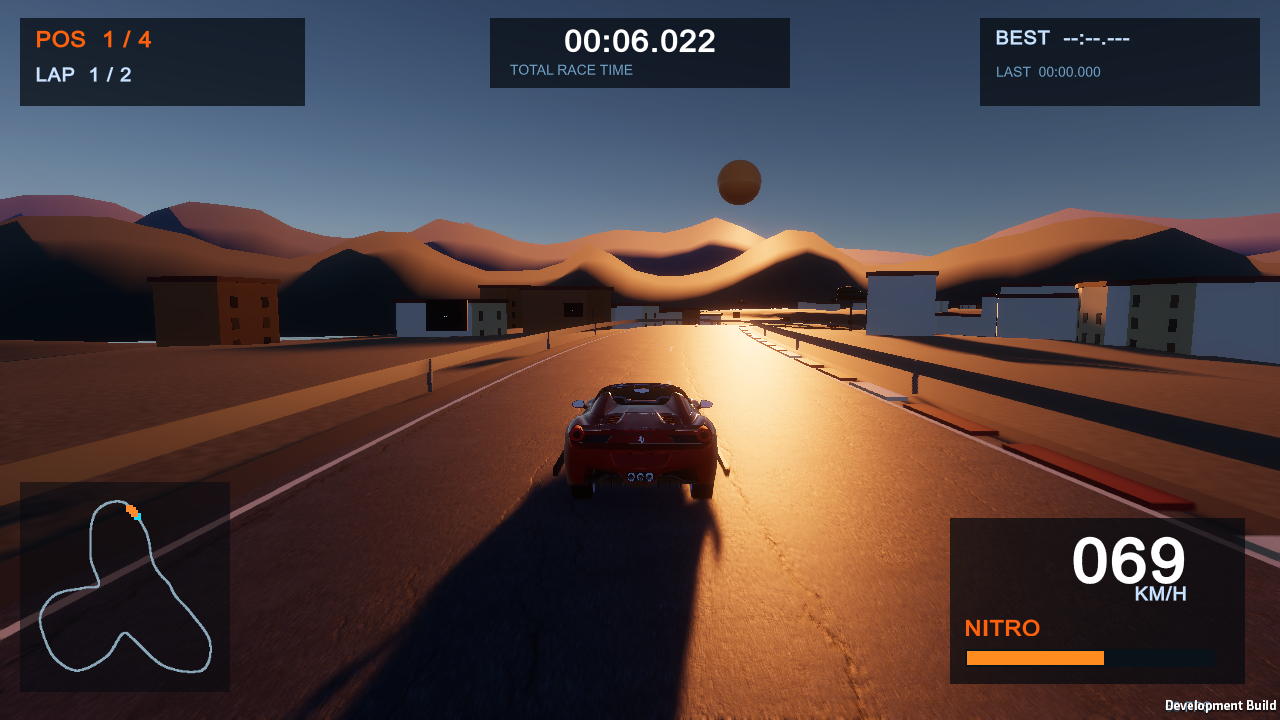 POS 1 / 4
LAP 1 / 2
00:06.022
TOTAL RACE TIME
BEST --:--.---
LAST 00:00.000
069
KM/H
NITRO
Development Build